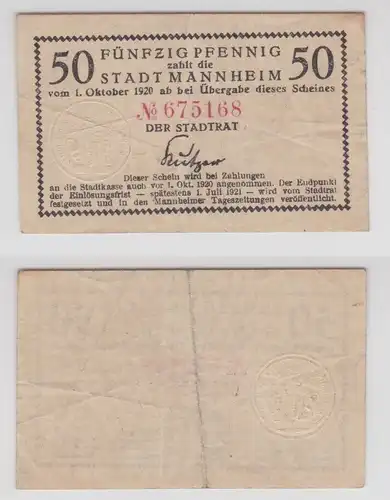 50 FÜNFZIG PFENNIG 50
zahlt die
STADT MANNHEIM
vom 1. Oktober 1920 ab bei Übergabe dieses Scheines
№ 675168
DER STADTRAT
Dieser Schein wird bei Zahlungen
an die Stadtkasse auch vor 1. Okt. 1920 angenommen. Der Endpunkt
der Einlösungsfrist — spätestens 1. Juli 1921 — wird vom Stadtrat
festgesetzt und in den Mannheimer Tageszeitungen veröffentlicht.